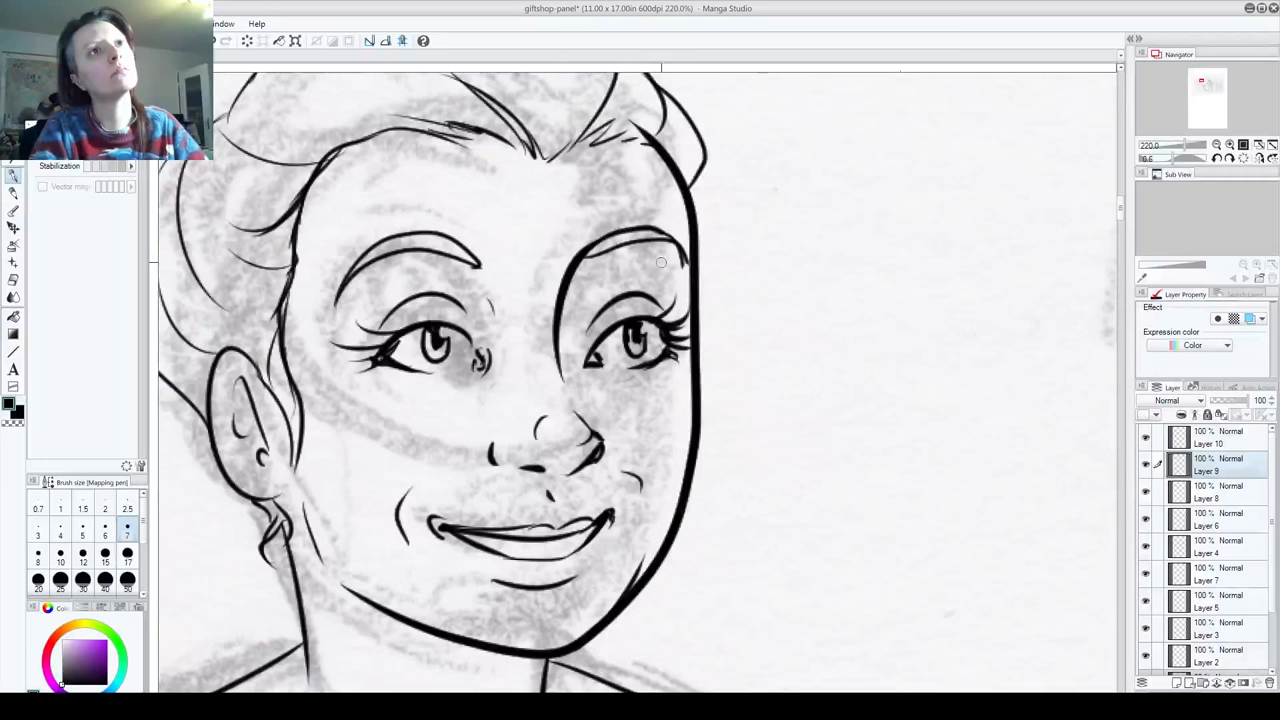 giftshop-panel* (11.00 x 17.00in 600dpi 220.0%) - Manga Studio
indow Help
Navigator
220.0
0.6
Sub View
Stabilization
Vector mag
Layer Property
Effect
Expression color
Color
Layer
Normal 100
100 % Normal
Layer 10
100 % Normal
Layer 9
100 % Normal
Layer 8
100 % Normal
Layer 6
100 % Normal
Layer 4
100 % Normal
Layer 7
100 % Normal
Layer 5
100 % Normal
Layer 3
100 % Normal
Layer 2
Brush size [Mapping pen]
0.7 1 1.5 2 2.5
3 4 5 6 7
8 10 12 15 17
20 25 30 40 50